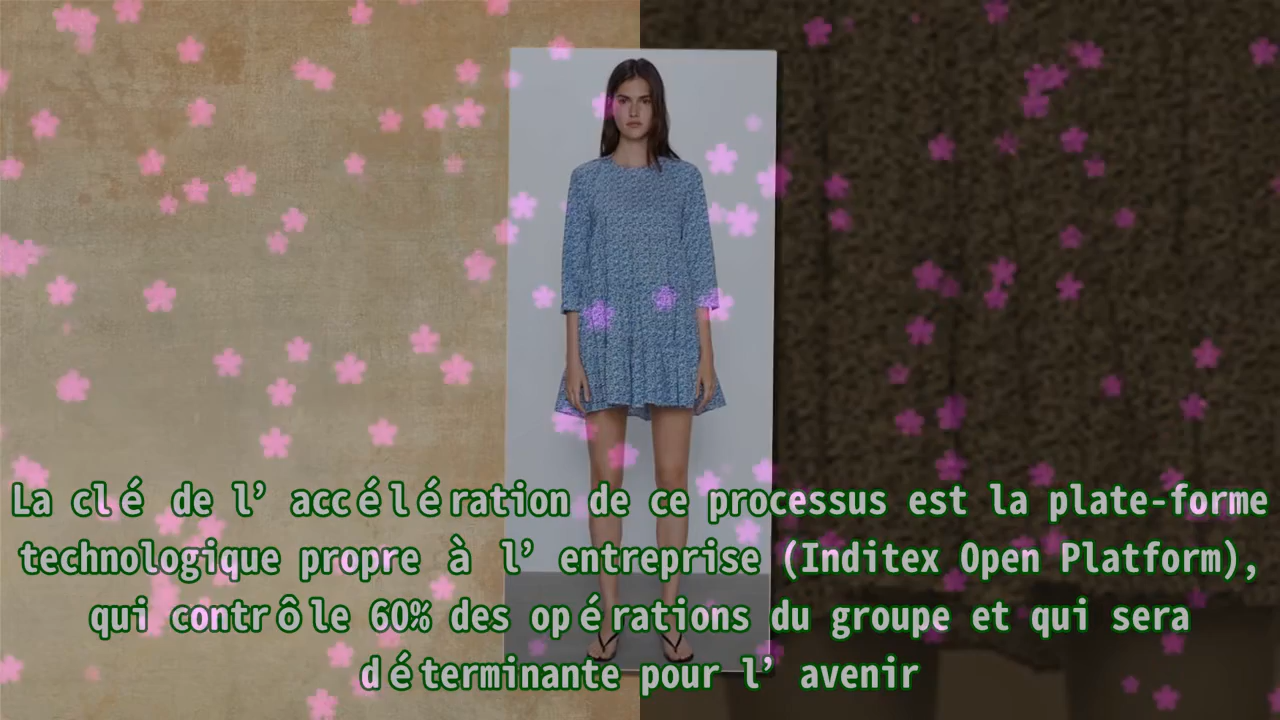 La clé de l’ accélération de ce processus est la plate-forme
technologique propre à l’ entreprise (Inditex Open Platform),
qui contrôle 60% des opérations du groupe et qui sera
déterminante pour l’ avenir